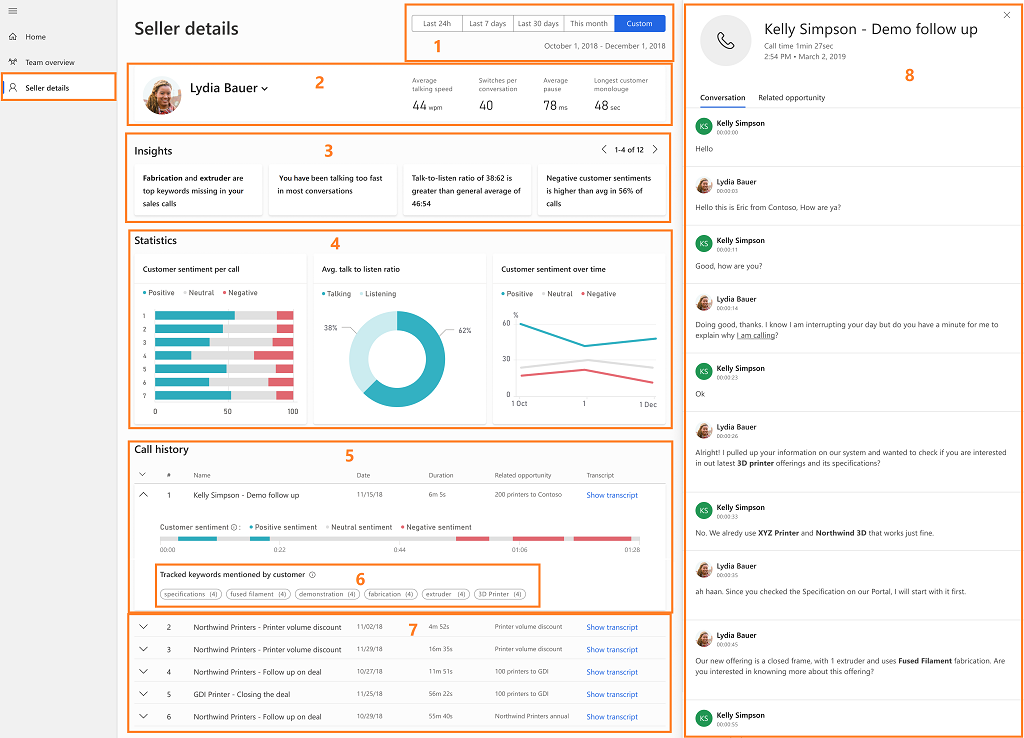 Home
Team overview
Seller details
Seller details
Last 24h Last 7 days Last 30 days This month Custom
1
October 1, 2018 - December 1, 2018
2
Lydia Bauer
Average talking speed
44 wpm
Switches per conversation
40
Average pause
78 ms
Longest customer monolouge
48 sec
Insights
3
1-4 of 12
Fabrication and extruder are
top keywords missing in your
sales calls
You have been talking too fast
in most conversations
Talk-to-listen ratio of 38:62 is
greater than general average of
46:54
Negative customer sentiments
is higher than avg in 56% of
calls
Statistics
4
Customer sentiment per call
Positive Neutral Negative
1
2
3
4
5
6
7
0 50 100
Avg. talk to listen ratio
Talking Listening
38%
62%
Customer sentiment over time
Positive Neutral Negative
%
60
30
0
1 Oct 1 1 Dec
Call history
5
# Name Date Duration Related opportunity Transcript
1 Kelly Simpson - Demo follow up 11/15/18 6m 5s 200 printers to Contoso Show transcript
Customer sentiment : Positive sentiment Neutral sentiment Negative sentiment
00:00 0:22 0:44 01:06 01:28
Tracked keywords mentioned by customer
6
specifications (4) fused filament (4) demonstration (4) fabrication (4) extruder (4) 3D Printer (4)
7
2 Northwind Printers - Printer volume discount 11/02/18 4m 52s Printer volume discount Show transcript
3 Northwind Printers - Printer volume discount 11/29/18 16m 35s Printer volume discount Show transcript
4 Northwind Printers - Follow up on deal 10/27/18 11m 51s 100 printers to GDI Show transcript
5 GDI Printer - Closing the deal 11/25/18 56m 22s 100 printers to GDI Show transcript
6 Northwind Printers - Follow up on deal 10/29/18 55m 40s Northwind Printers annual Show transcript
Kelly Simpson - Demo follow up
Call time 1min 27sec
2:54 PM • March 2, 2019
8
Conversation Related opportunity
KS Kelly Simpson
00:00:00
Hello
Lydia Bauer
00:00:03
Hello this is Eric from Contoso, How are ya?
KS Kelly Simpson
00:00:11
Good, how are you?
Lydia Bauer
00:00:14
Doing good, thanks. I know I am interrupting your day but do you have a minute for me to
explain why I am calling?
KS Kelly Simpson
00:00:23
Ok
Lydia Bauer
00:00:26
Alright! I pulled up your information on our system and wanted to check if you are interested
in out latest 3D printer offerings and its specifications?
KS Kelly Simpson
00:00:33
No. We alredy use XYZ Printer and Northwind 3D that works just fine.
Lydia Bauer
00:00:35
ah haan. Since you checked the Specification on our Portal, I will start with it first.
Lydia Bauer
00:00:45
Our new offering is a closed frame, with 1 extruder and uses Fused Filament fabrication. Are
you interested in knowning more about this offering?
KS Kelly Simpson
00:00:55